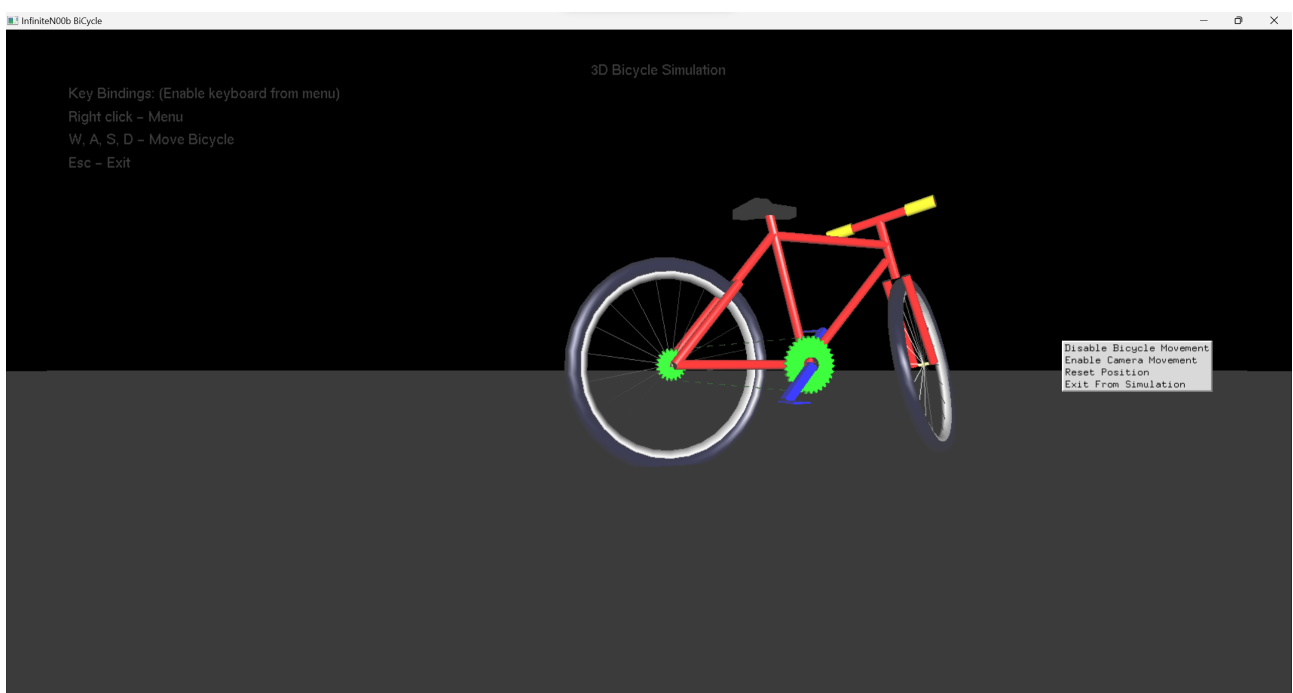 InfiniteN00b BiCycle
3D Bicycle Simulation
Key Bindings: (Enable keyboard from menu)
Right click – Menu
W, A, S, D – Move Bicycle
Esc – Exit
Disable Bicycle Movement
Enable Camera Movement
Reset Position
Exit From Simulation